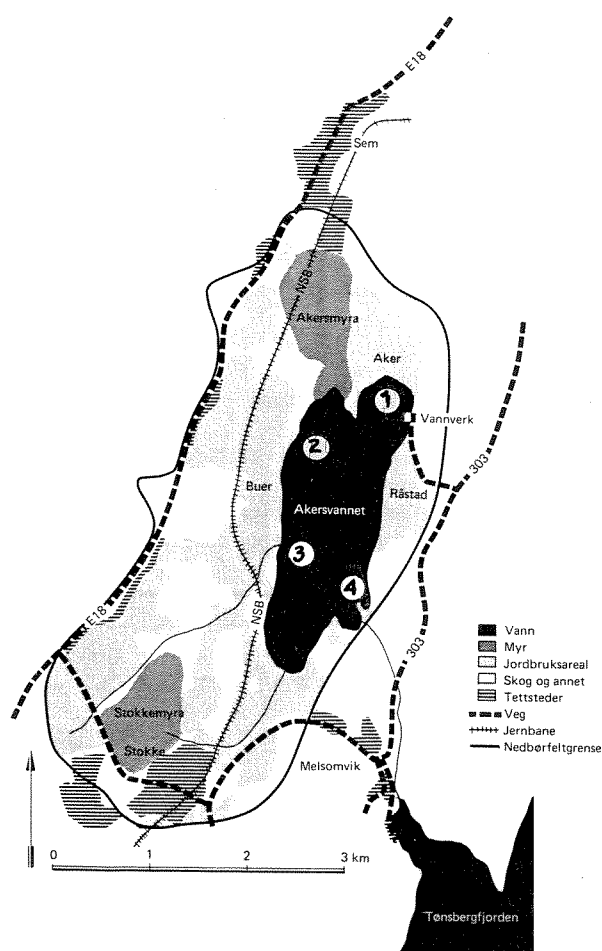 E18
Sem
NSB
Akersmyra
Aker
1
Vannverk
2
303
Buer
Råstad
Akersvannet
3
4
E18
NSB
303
Vann
Myr
Jordbruksareal
Skog og annet
Tettsteder
Veg
Jernbane
Nedbørfeltgrense
Stokkemyra
Stokke
Melsomvik
0 1 2 3 km
Tønsbergfjorden